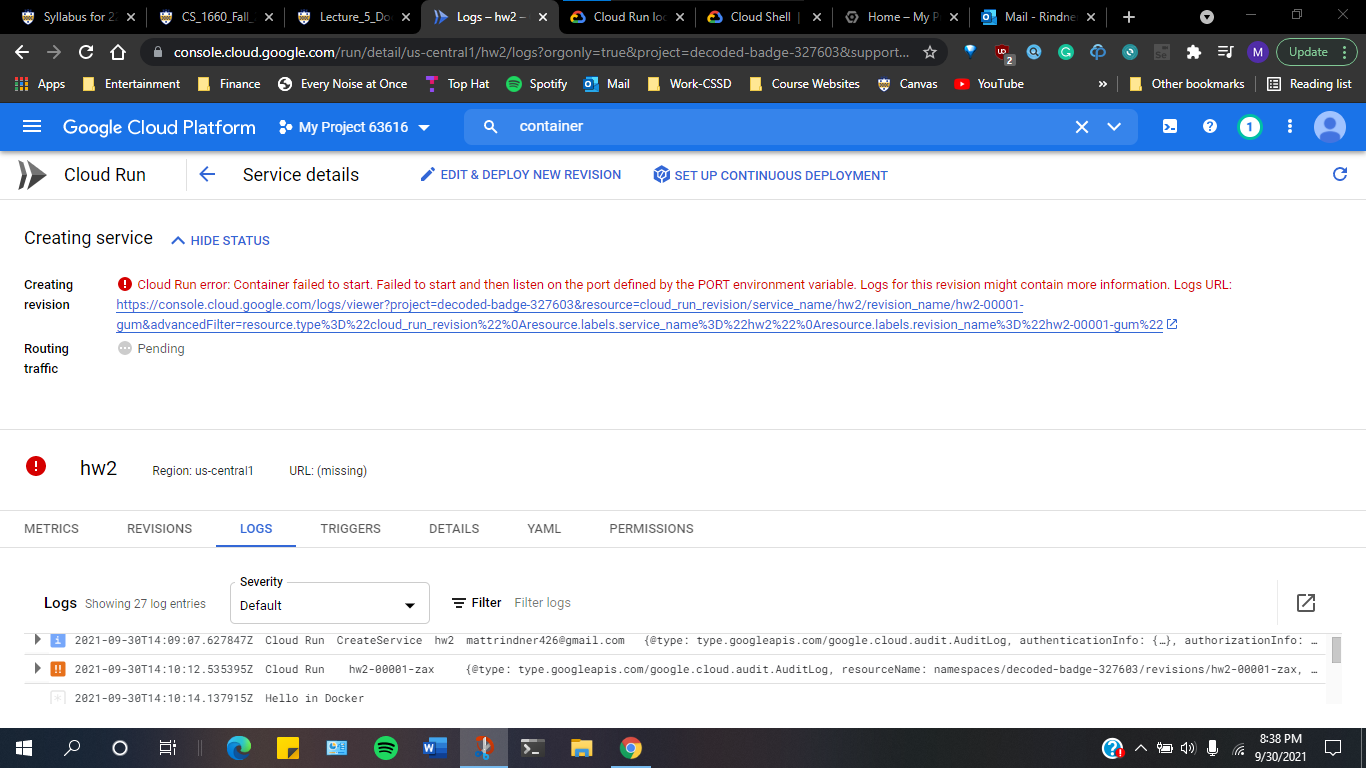 Syllabus for 2
CS_1660_Fall_
Lecture_5_Do
Logs – hw2 –
Cloud Run loc
Cloud Shell
Home – My P
Mail - Rindne
console.cloud.google.com/run/detail/us-central1/hw2/logs?orgonly=true&project=decoded-badge-327603&support...
2
M
Update
Apps
Entertainment
Finance
Every Noise at Once
Top Hat
Spotify
Mail
Work-CSSD
Course Websites
Canvas
YouTube
»
Other bookmarks
Reading list
Google Cloud Platform
My Project 63616
container
1
Cloud Run
Service details
EDIT & DEPLOY NEW REVISION
SET UP CONTINUOUS DEPLOYMENT
Creating service
HIDE STATUS
Creating revision
Cloud Run error: Container failed to start. Failed to start and then listen on the port defined by the PORT environment variable. Logs for this revision might contain more information. Logs URL:
https://console.cloud.google.com/logs/viewer?project=decoded-badge-327603&resource=cloud_run_revision/service_name/hw2/revision_name/hw2-00001-
gum&advancedFilter=resource.type%3D%22cloud_run_revision%22%0Aresource.labels.service_name%3D%22hw2%22%0Aresource.labels.revision_name%3D%22hw2-00001-gum%22
Routing traffic
Pending
hw2
Region: us-central1
URL: (missing)
METRICS
REVISIONS
LOGS
TRIGGERS
DETAILS
YAML
PERMISSIONS
Logs
Showing 27 log entries
Severity
Default
Filter
Filter logs
2021-09-30T14:09:07.627847Z Cloud Run CreateService hw2 mattrindner426@gmail.com {@type: type.googleapis.com/google.cloud.audit.AuditLog, authenticationInfo: {…}, authorizationInfo: …
2021-09-30T14:10:12.535395Z Cloud Run hw2-00001-zax {@type: type.googleapis.com/google.cloud.audit.AuditLog, resourceName: namespaces/decoded-badge-327603/revisions/hw2-00001-zax, …
2021-09-30T14:10:14.137915Z Hello in Docker
8:38 PM
9/30/2021